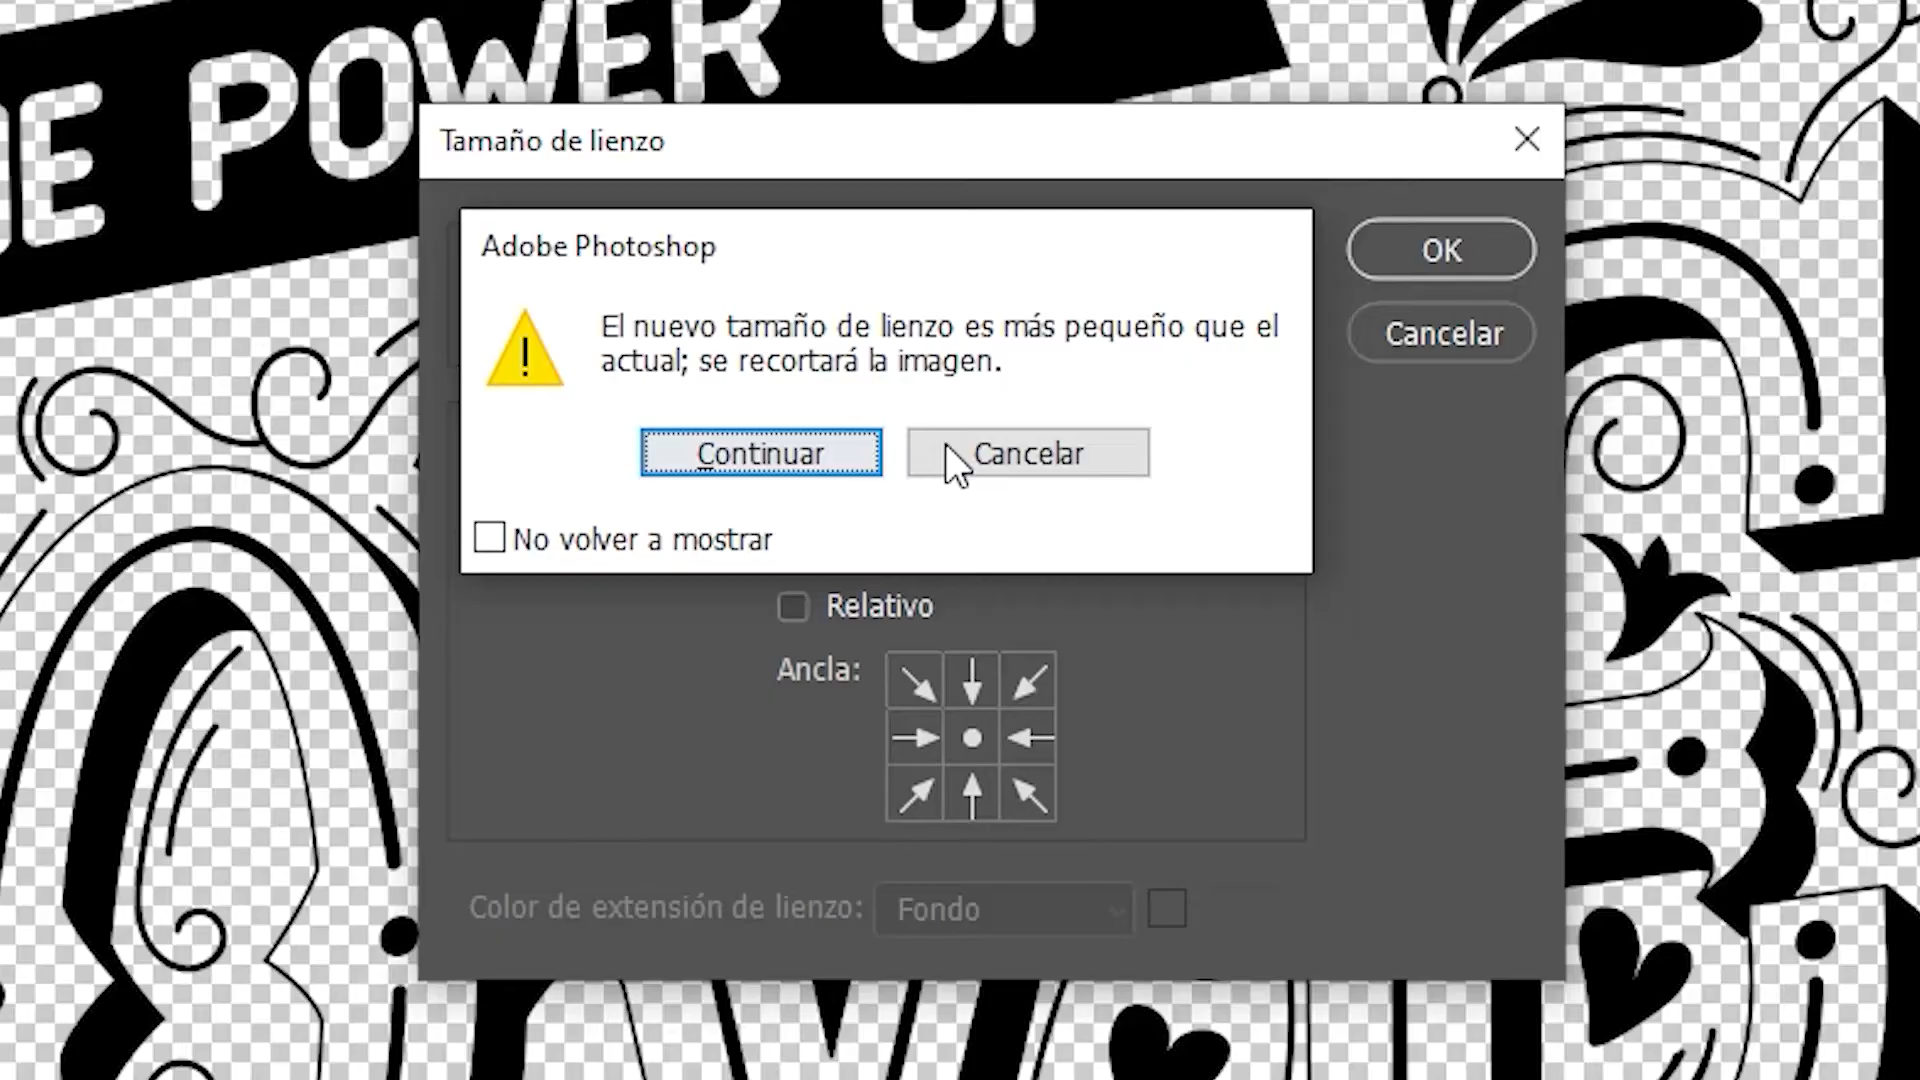 E POWER OF
Tamaño de lienzo
Adobe Photoshop
El nuevo tamaño de lienzo es más pequeño que el
actual; se recortará la imagen.
Continuar
Cancelar
No volver a mostrar
OK
Cancelar
Relativo
Ancla:
Color de extensión de lienzo:
Fondo